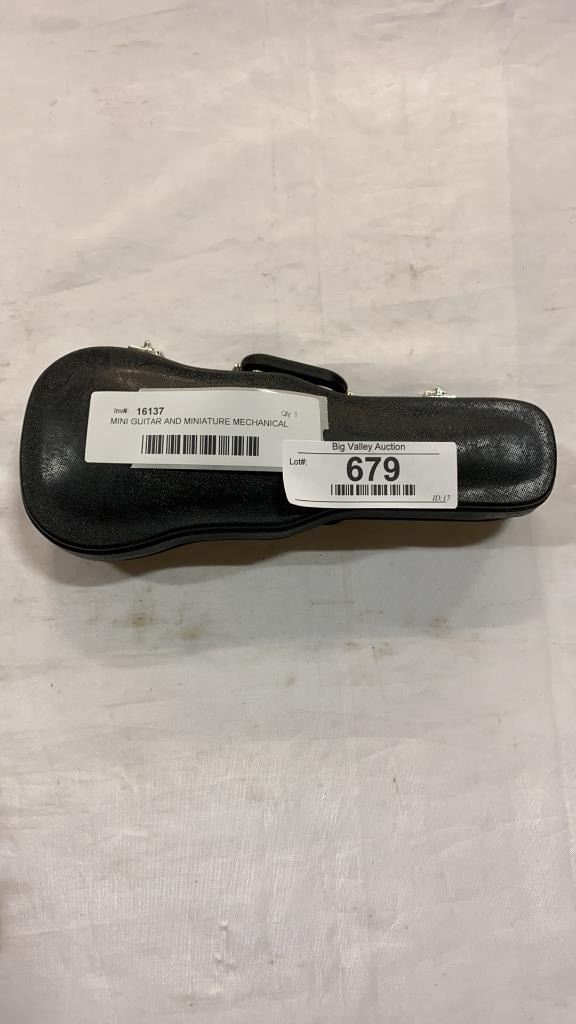 Inv#: 16137 Qty 1
MINI GUITAR AND MINIATURE MECHANICAL
Big Valley Auction
Lot#: 679
ID:17